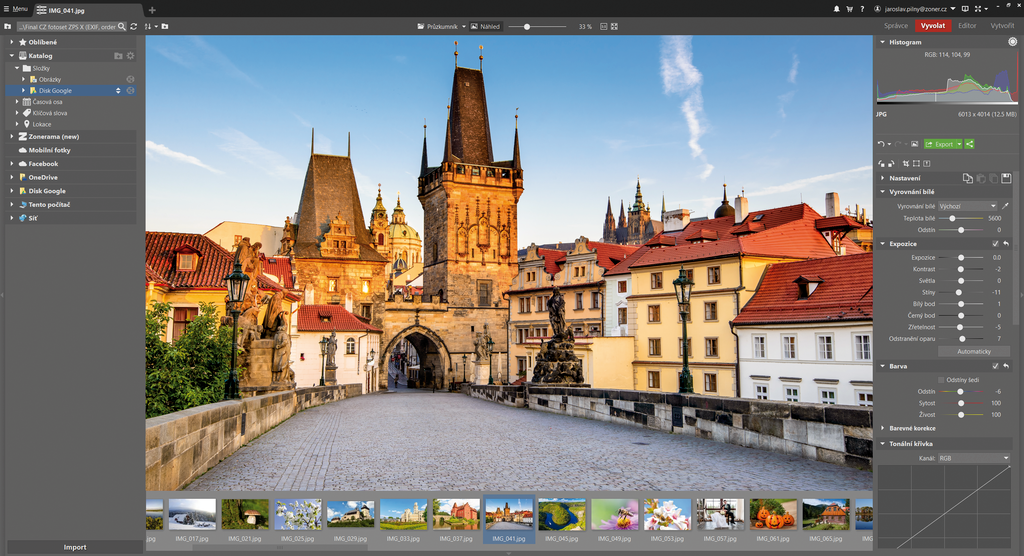 Menu
IMG_041.jpg
jaroslav.pilny@zoner.cz
..\Final CZ fotoset ZPS X (EXIF, order
Průzkumník
Náhled
33 %
Správce
Vyvolat
Editor
Vytvořit
Oblíbené
Katalog
Složky
Obrázky
Disk Google
Časová osa
Klíčová slova
Lokace
Zonerama (new)
Mobilní fotky
Facebook
OneDrive
Disk Google
Tento počítač
Síť
Import
Histogram
RGB: 114, 104, 99
JPG
6013 x 4014 (12.5 MB)
Export
Nastavení
Vyrovnání bílé
Vyrovnání bílé Výchozí
Teplota bílé 5600
Odstín 0
Expozice
Expozice 0.0
Kontrast -2
Světla 0
Stíny -11
Bílý bod 1
Černý bod 0
Zřetelnost -5
Odstranění oparu 7
Automaticky
Barva
Odstíny šedi
Odstín -6
Sytost 100
Živost 100
Barevné korekce
Tonální křivka
Kanál: RGB
.jpg
IMG_017.jpg
IMG_021.jpg
IMG_025.jpg
IMG_029.jpg
IMG_033.jpg
IMG_037.jpg
IMG_041.jpg
IMG_045.jpg
IMG_049.jpg
IMG_053.jpg
IMG_057.jpg
IMG_061.jpg
IMG_065.jpg
IMG